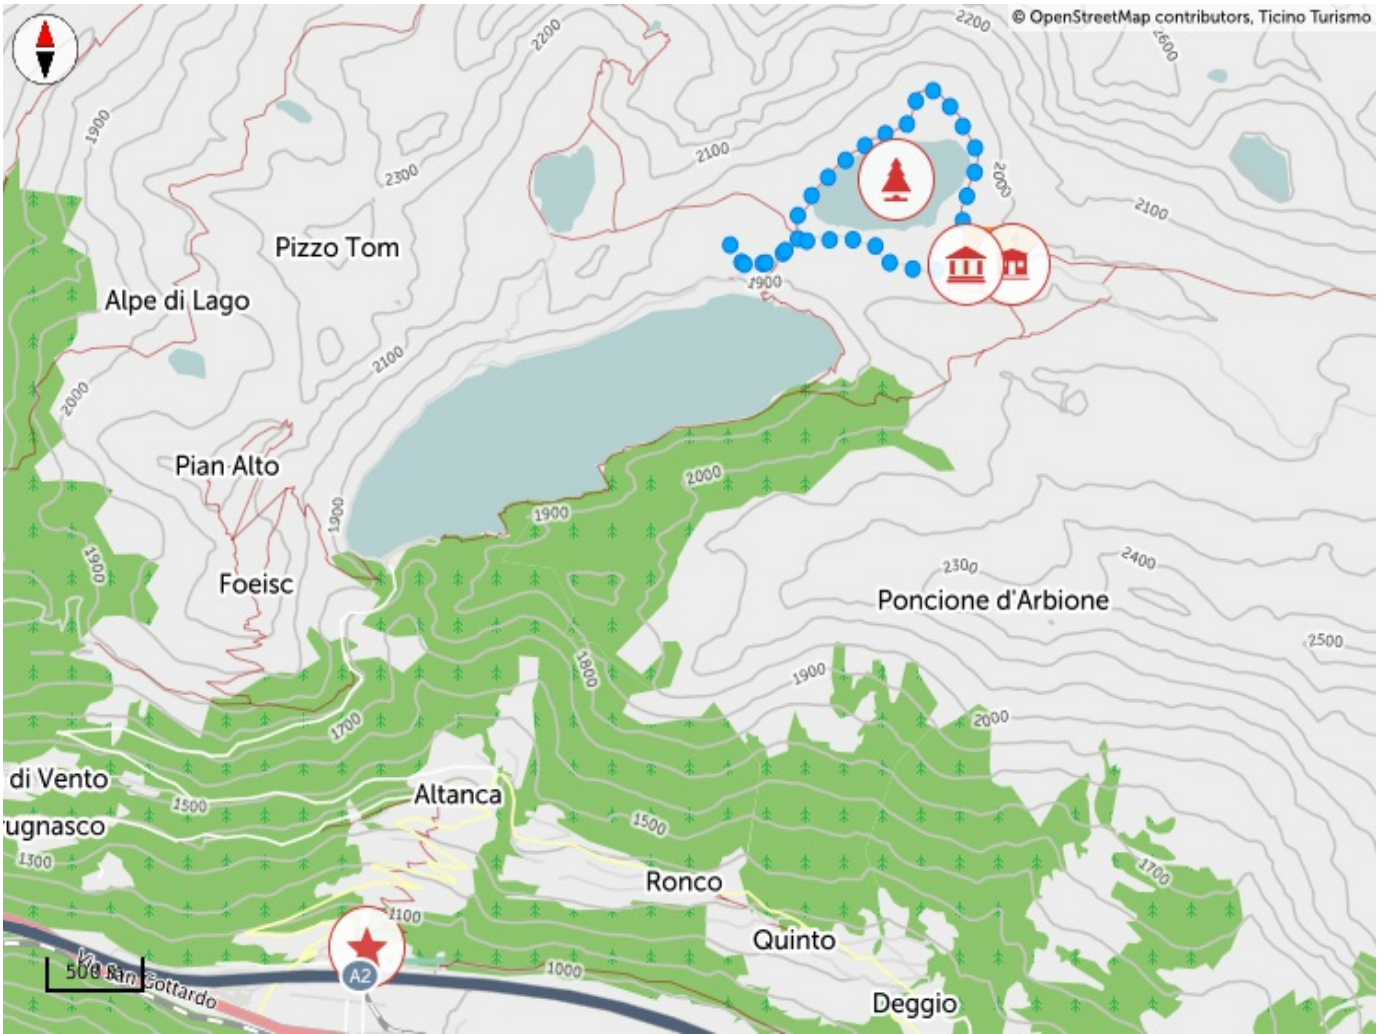 © OpenStreetMap contributors, Ticino Turismo
2200
2200
2600
1900
2100
2300
2000
2100
Pizzo Tom
Alpe di Lago
1900
2100
2000
Pian Alto
2000
1900
1900
1900
Foeisc
2300
2400
Poncione d'Arbione
2500
1800
1900
1700
2000
di Vento
Altanca
1500
rugnasco
1500
1300
1700
Ronco
1100
Quinto
A2
1000
Via San Gottardo
Deggio